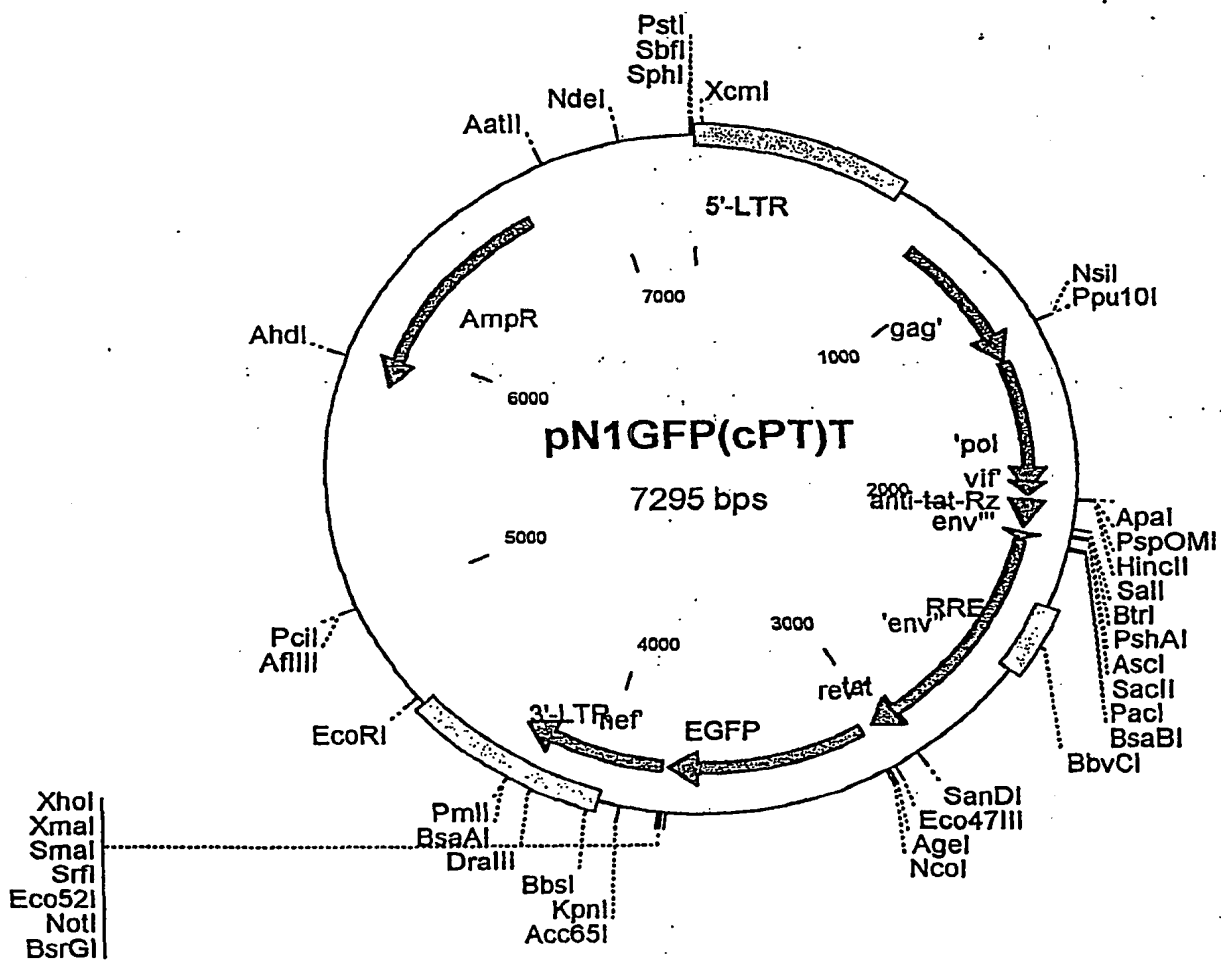 PstI
SbfI
SphI
XcmI
NdeI
AatII
5'-LTR
7000
NsiI
Ppu10I
AmpR
gag'
AhdI
1000
6000
pN1GFP(cPT)T
'pol
7295 bps
vif'
2000
anti-tat-Rz
env'''
ApaI
PspOMI
HincII
SalI
BtrI
PshAI
AscI
SacII
PacI
BsaBI
BbvCI
5000
RRE
'env''
3000
4000
PciI
AflIII
rev'
tat
3'-LTR
nef'
EGFP
EcoRI
SanDI
Eco47III
AgeI
NcoI
PmlI
BsaAI
DraIII
BbsI
KpnI
Acc65I
XhoI
XmaI
SmaI
SrfI
Eco52I
NotI
BsrGI